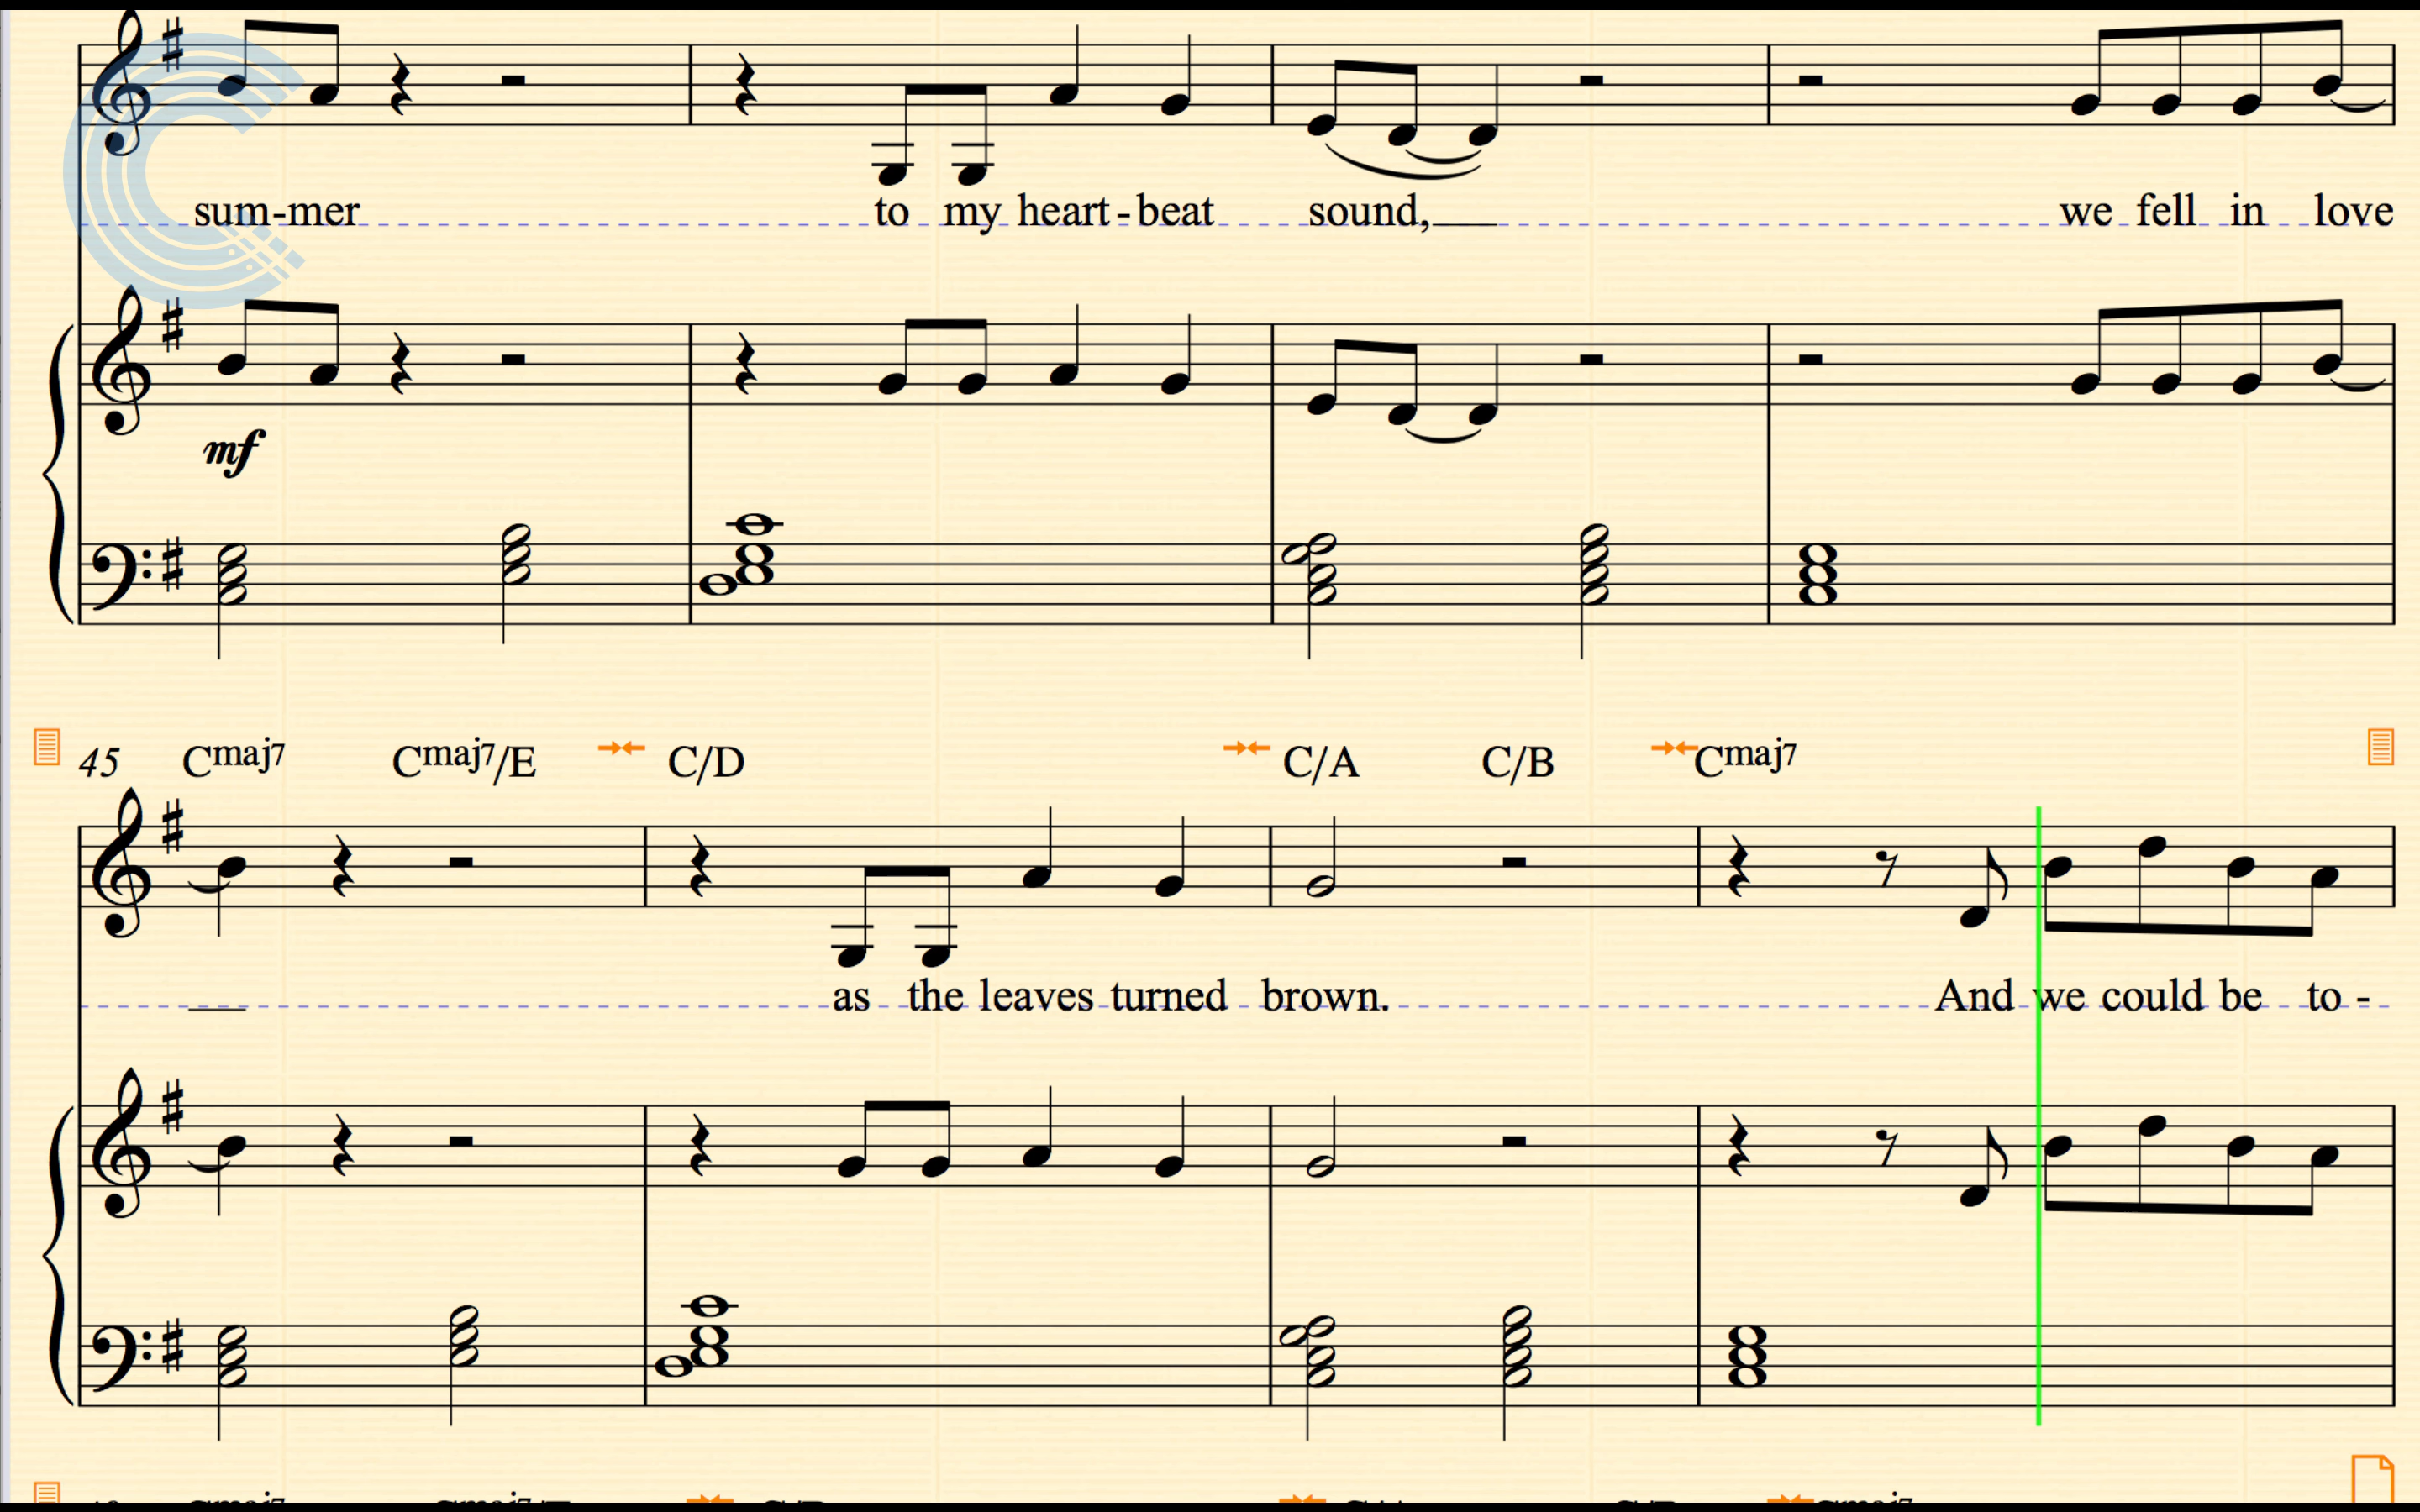 sum-mer to my heart-beat sound, we fell in love
mf
45 Cmaj7 Cmaj7/E C/D C/A C/B Cmaj7
as the leaves turned brown. And we could be to-